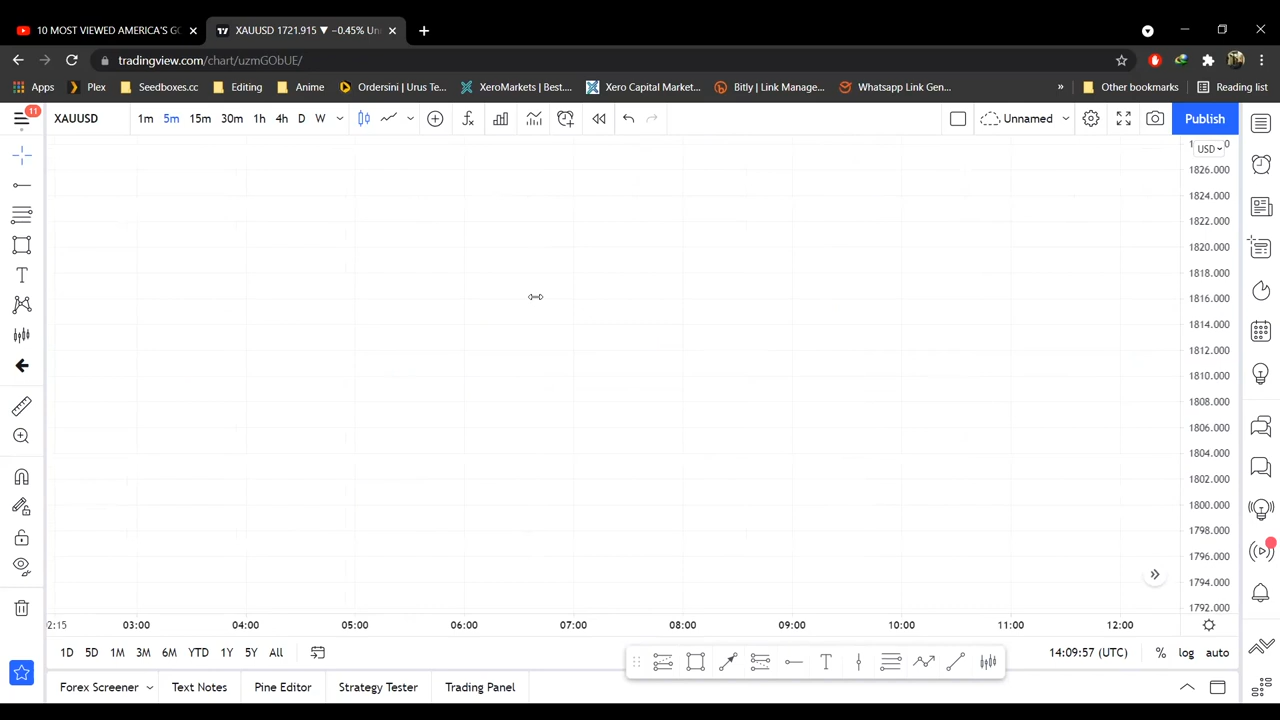 10 MOST VIEWED AMERICA'S GO
XAUUSD 1721.915 ▼ −0.45% Un
tradingview.com/chart/uzmGObUE/
Apps
Plex
Seedboxes.cc
Editing
Anime
Ordersini | Urus Te...
XeroMarkets | Best...
Xero Capital Market...
Bitly | Link Manage...
Whatsapp Link Gen...
»
Other bookmarks
Reading list
11
XAUUSD
1m
5m
15m
30m
1h
4h
D
W
Unnamed
Publish
USD
1826.000
1824.000
1822.000
1820.000
1818.000
1816.000
1814.000
1812.000
1810.000
1808.000
1806.000
1804.000
1802.000
1800.000
1798.000
1796.000
1794.000
1792.000
2:15
03:00
04:00
05:00
06:00
07:00
08:00
09:00
10:00
11:00
12:00
1D
5D
1M
3M
6M
YTD
1Y
5Y
All
14:09:57 (UTC)
%
log
auto
Forex Screener
Text Notes
Pine Editor
Strategy Tester
Trading Panel